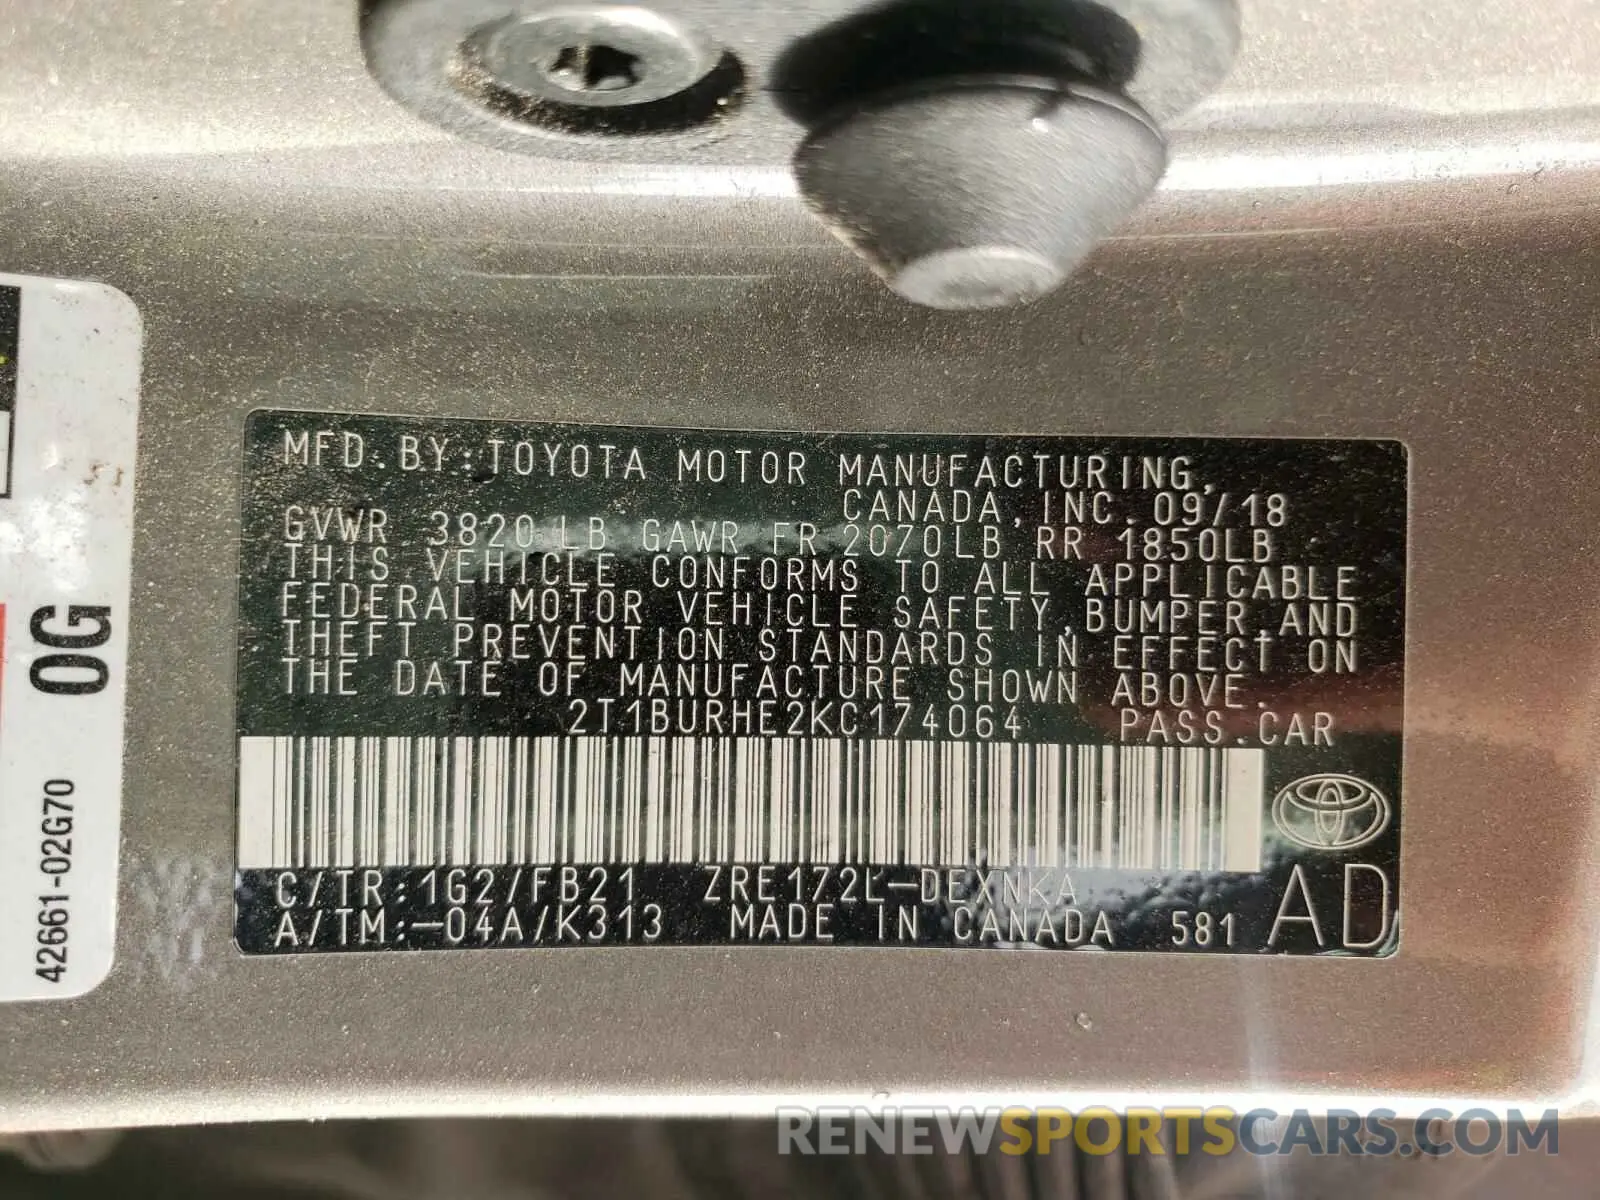 MFD. BY: TOYOTA MOTOR MANUFACTURING,
CANADA, INC. 09/18
GVWR 3820 LB GAWR FR 2070LB RR 1850LB
THIS VEHICLE CONFORMS TO ALL APPLICABLE
FEDERAL MOTOR VEHICLE SAFETY, BUMPER, AND
THEFT PREVENTION STANDARDS IN EFFECT ON
THE DATE OF MANUFACTURE SHOWN ABOVE.
2T1BURHE2KC174064 PASS. CAR
C/TR: 1G2/FB21 ZRE172L-DEXNKA
A/TM: -04A/K313 MADE IN CANADA 581 AD
0G
42661-02G70
RENEWSPORTSCARS.COM